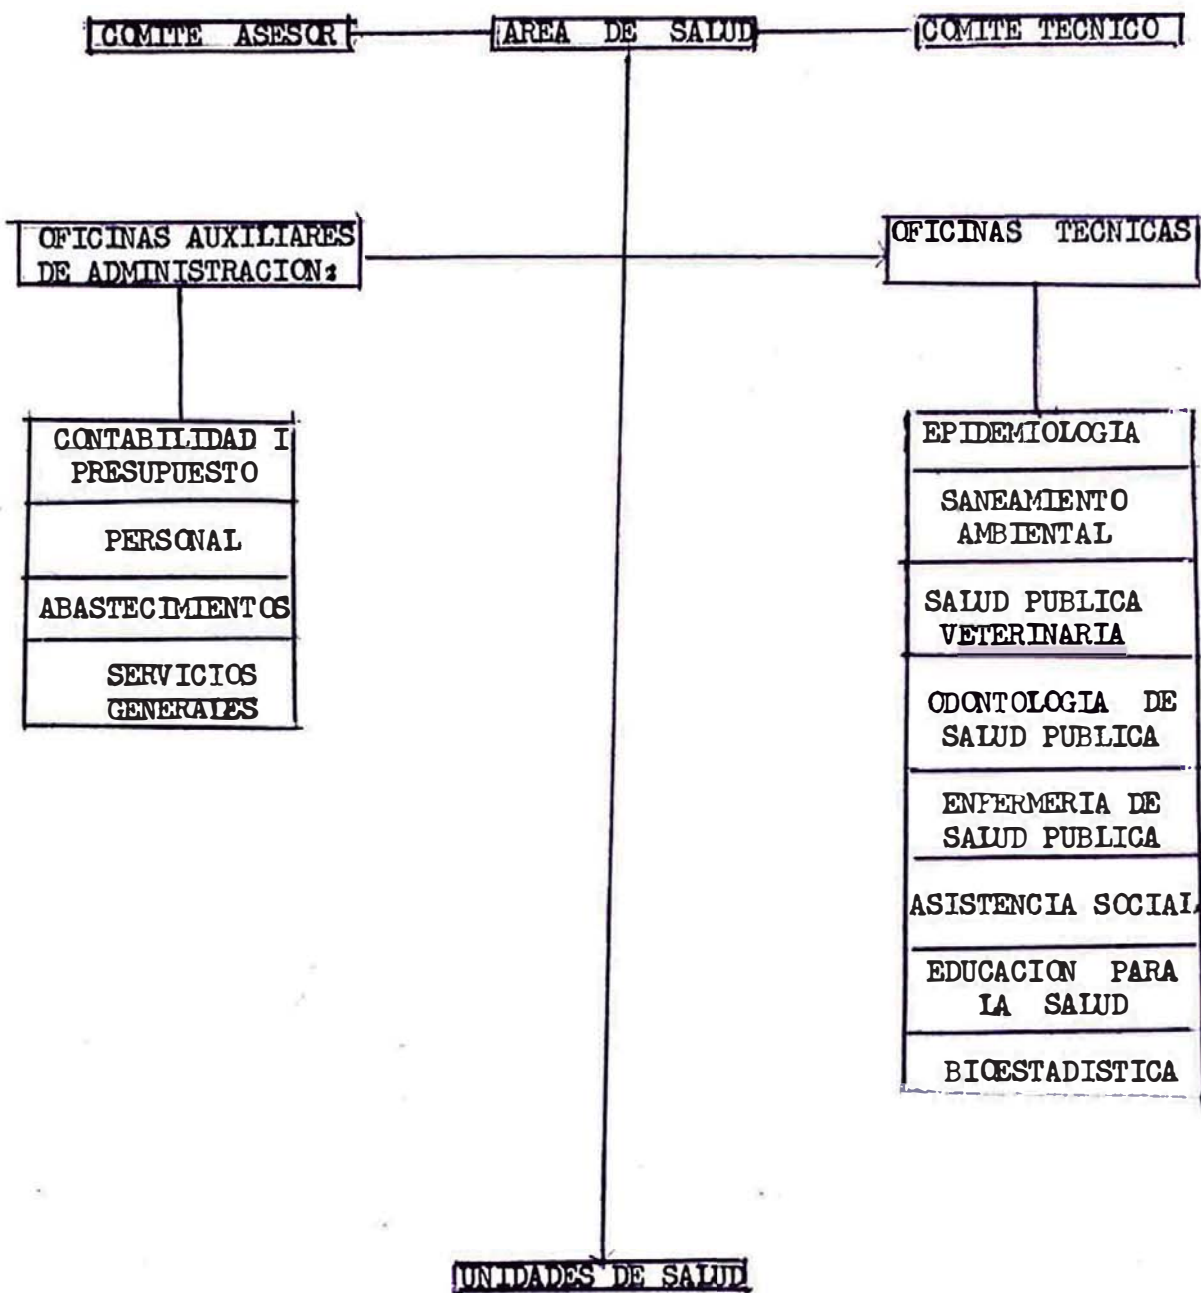 COMITE ASESOR
AREA DE SALUD
COMITE TECNICO
OFICINAS AUXILIARES
DE ADMINISTRACION:
OFICINAS TECNICAS
CONTABILIDAD I
PRESUPUESTO
PERSONAL
ABASTECIMIENTOS
SERVICIOS
GENERALES
EPIDEMIOLOGIA
SANEAMIENTO
AMBIENTAL
SALUD PUBLICA
VETERINARIA
ODONTOLOGIA DE
SALUD PUBLICA
ENFERMERIA DE
SALUD PUBLICA
ASISTENCIA SOCIAL
EDUCACION PARA
LA SALUD
BIOESTADISTICA
UNIDADES DE SALUD